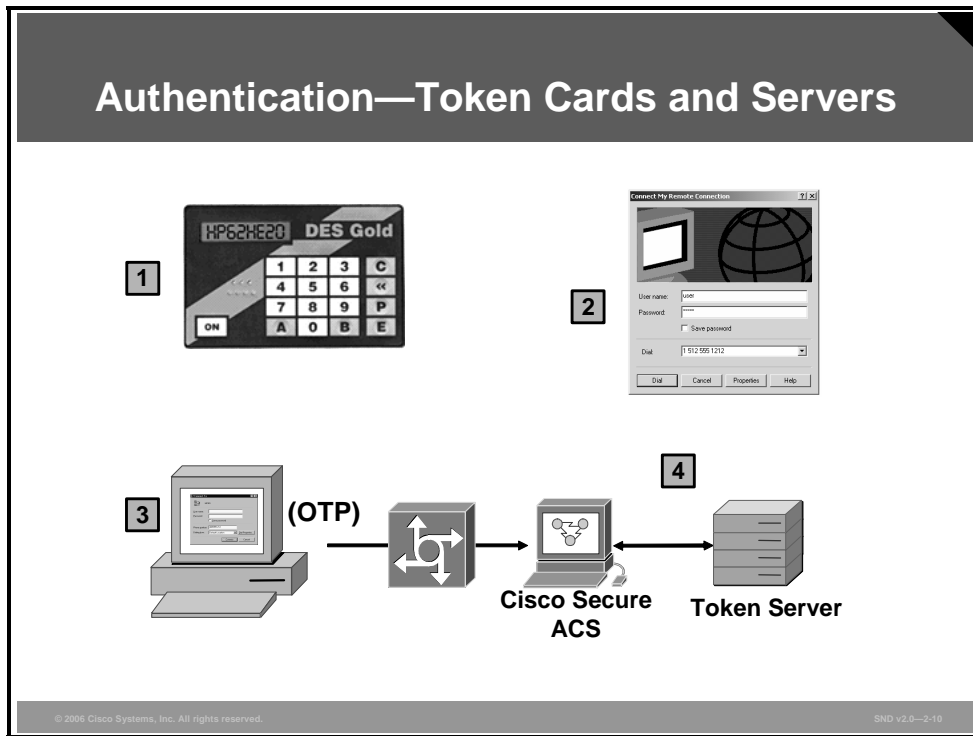 Authentication—Token Cards and Servers
HP62HE20 DES Gold
1
1 2 3 C
4 5 6 «
7 8 9 P
ON A 0 B E
Connect My Remote Connection
2
User name: user
Password:
Save password
Dial: 1 512 555 1212
Dial Cancel Properties Help
3
(OTP)
4
Cisco Secure
ACS
Token Server
© 2006 Cisco Systems, Inc. All rights reserved.
SND v2.0—2-10